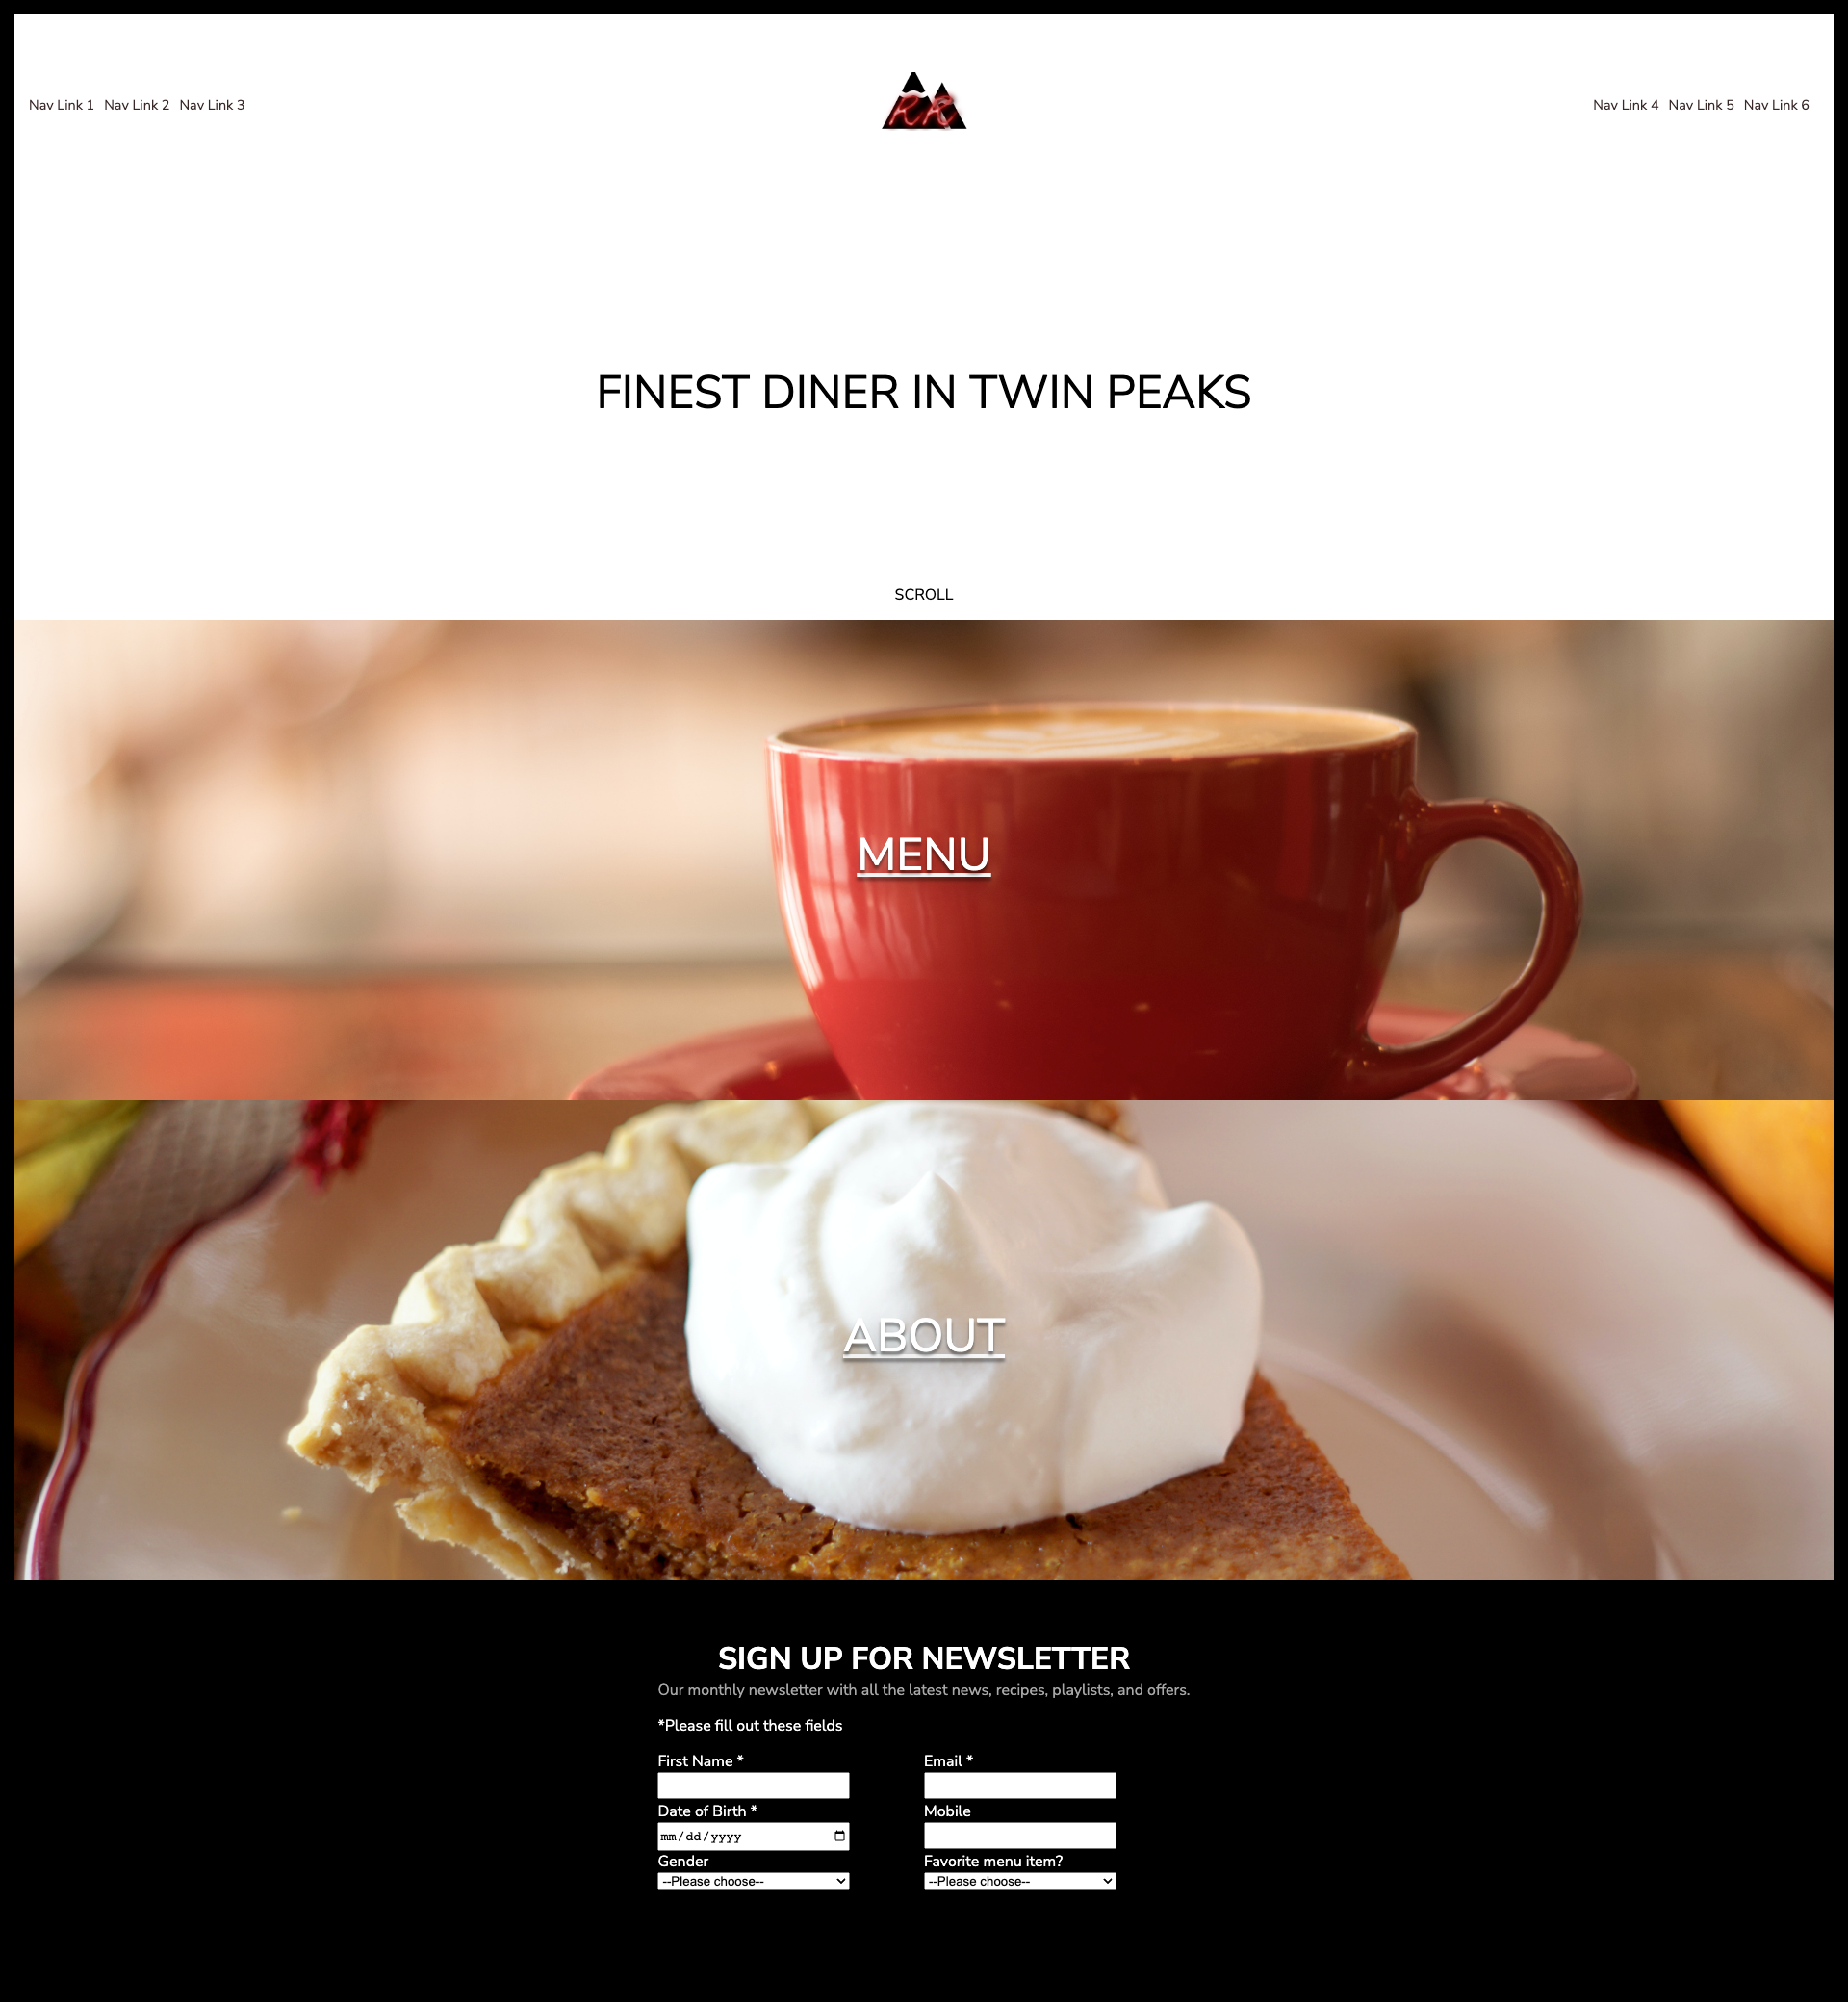 Nav Link 1 Nav Link 2 Nav Link 3
RR
Nav Link 4 Nav Link 5 Nav Link 6
FINEST DINER IN TWIN PEAKS
SCROLL
MENU
ABOUT
SIGN UP FOR NEWSLETTER
Our monthly newsletter with all the latest news, recipes, playlists, and offers.
*Please fill out these fields
First Name *
Email *
Date of Birth *
Mobile
mm/dd/yyyy
Gender
Favorite menu item?
--Please choose--
--Please choose--